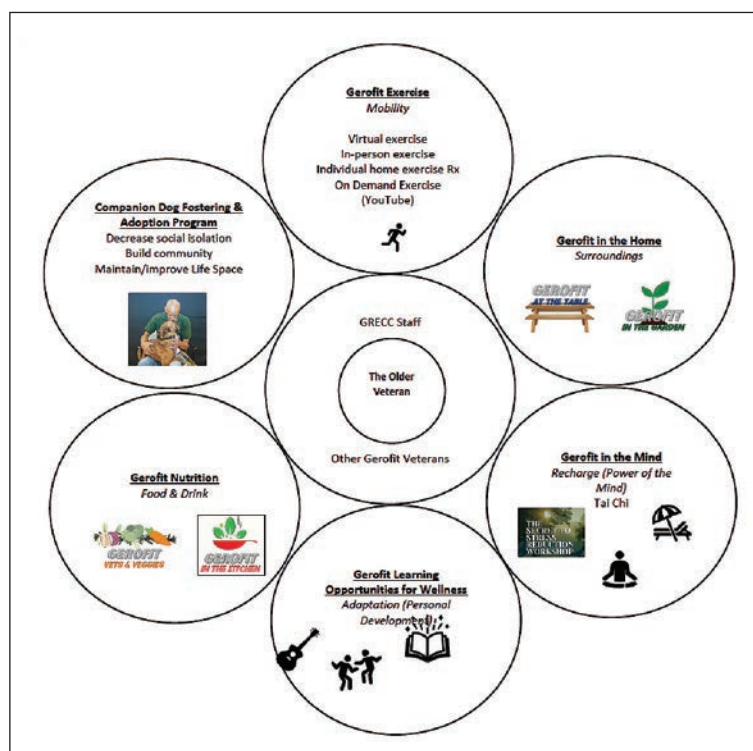 Gerofit Exercise
Mobility
Virtual exercise
In-person exercise
Individual home exercise Rx
On Demand Exercise
(YouTube)
Companion Dog Fostering &
Adoption Program
Decrease social isolation
Build community
Maintain/Improve Life Space
Gerofit in the Home
Surroundings
GEROFIT
AT THE TABLE
GEROFIT
IN THE GARDEN
GRECC Staff
The Older
Veteran
Other Gerofit Veterans
Gerofit Nutrition
Food & Drink
GEROFIT
VETS & VEGGIES
GEROFIT
IN THE KITCHEN
Gerofit in the Mind
Recharge (Power of the
Mind)
Tai Chi
THE
SECRET TO
STRESS
REDUCTION
WORKSHOP
Gerofit Learning
Opportunities for Wellness
Adaptation (Personal
Development)